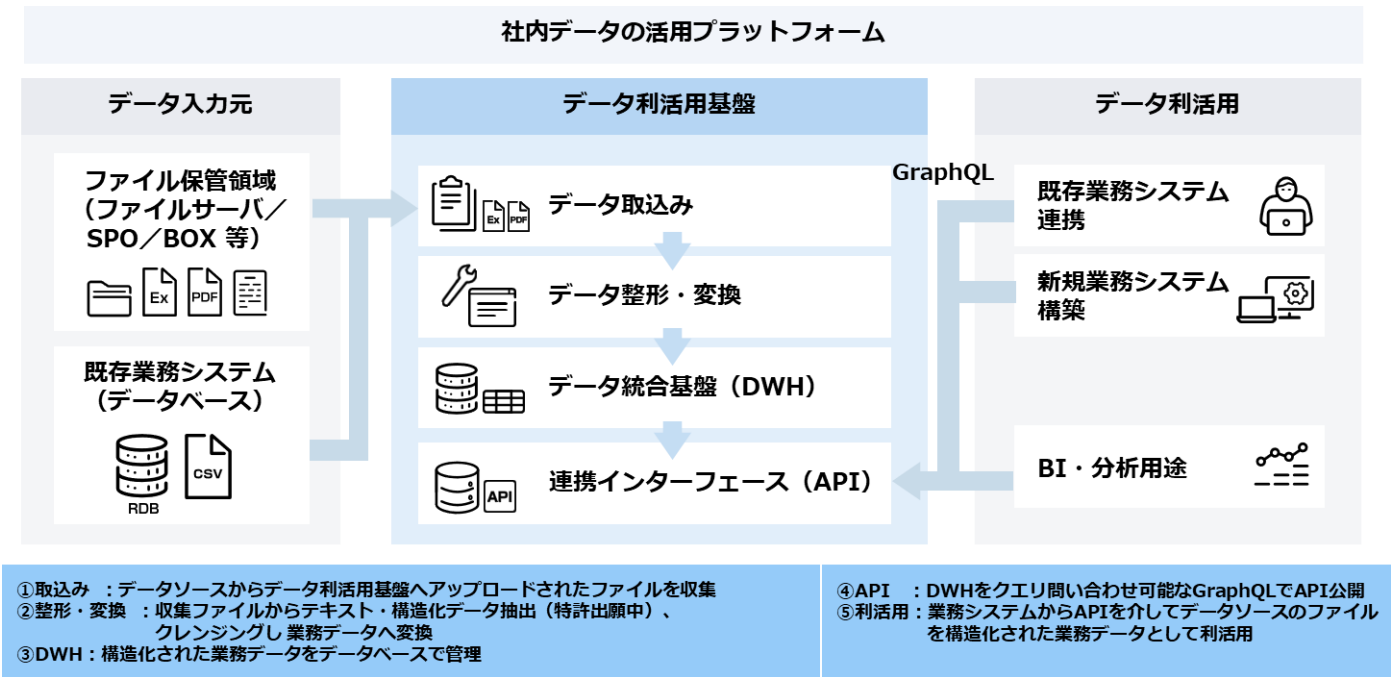 社内データの活用プラットフォーム
データ入力元
ファイル保管領域
（ファイルサーバ／
SPO／BOX 等）
Ex
PDF
既存業務システム
（データベース）
RDB
CSV
データ利活用基盤
Ex
PDF
データ取込み
データ整形・変換
データ統合基盤（DWH）
API
連携インターフェース（API）
GraphQL
データ利活用
既存業務システム
連携
新規業務システム
構築
BI・分析用途
①取込み ：データソースからデータ利活用基盤へアップロードされたファイルを収集
②整形・変換 ：収集ファイルからテキスト・構造化データ抽出（特許出願中）、
クレンジングし 業務データへ変換
③DWH：構造化された業務データをデータベースで管理
④API ：DWHをクエリ問い合わせ可能なGraphQLでAPI公開
⑤利活用：業務システムからAPIを介してデータソースのファイル
を構造化された業務データとして利活用